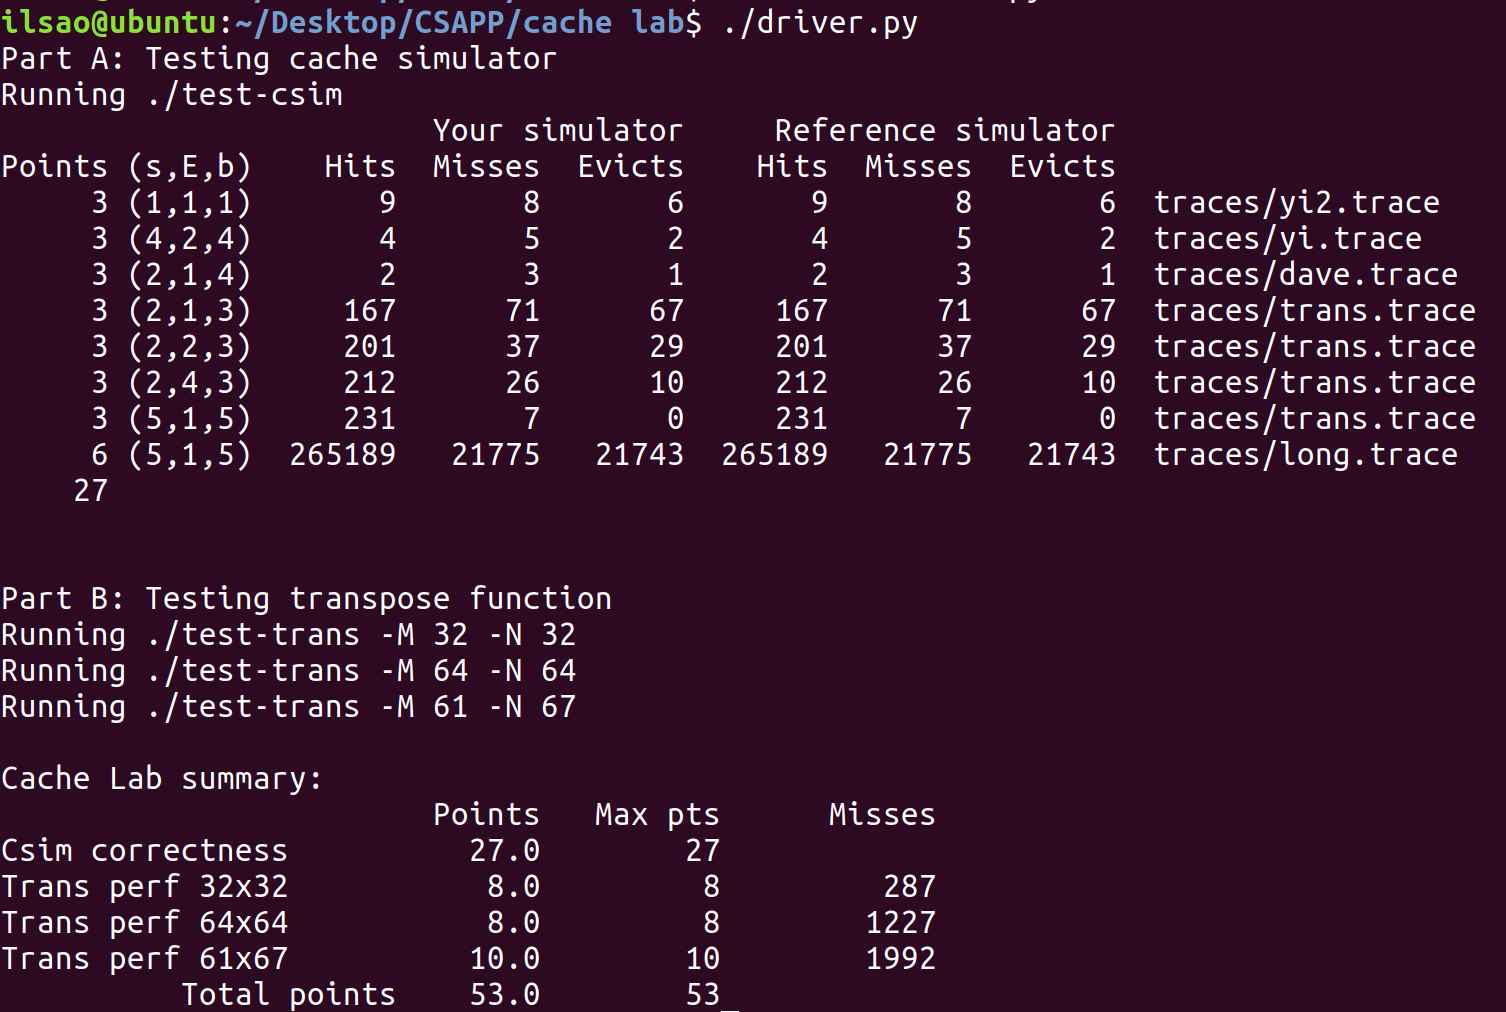 ilsao@ubuntu:~/Desktop/CSAPP/cache lab$ ./driver.py
Part A: Testing cache simulator
Running ./test-csim
                        Your simulator     Reference simulator
Points (s,E,b)    Hits  Misses  Evicts    Hits  Misses  Evicts
     3 (1,1,1)       9       8       6       9       8       6  traces/yi2.trace
     3 (4,2,4)       4       5       2       4       5       2  traces/yi.trace
     3 (2,1,4)       2       3       1       2       3       1  traces/dave.trace
     3 (2,1,3)     167      71      67     167      71      67  traces/trans.trace
     3 (2,2,3)     201      37      29     201      37      29  traces/trans.trace
     3 (2,4,3)     212      26      10     212      26      10  traces/trans.trace
     3 (5,1,5)     231       7       0     231       7       0  traces/trans.trace
     6 (5,1,5)  265189   21775   21743  265189   21775   21743  traces/long.trace
    27
Part B: Testing transpose function
Running ./test-trans -M 32 -N 32
Running ./test-trans -M 64 -N 64
Running ./test-trans -M 61 -N 67
Cache Lab summary:
                        Points   Max pts      Misses
Csim correctness          27.0        27
Trans perf 32x32           8.0         8         287
Trans perf 64x64           8.0         8        1227
Trans perf 61x67          10.0        10        1992
          Total points    53.0        53